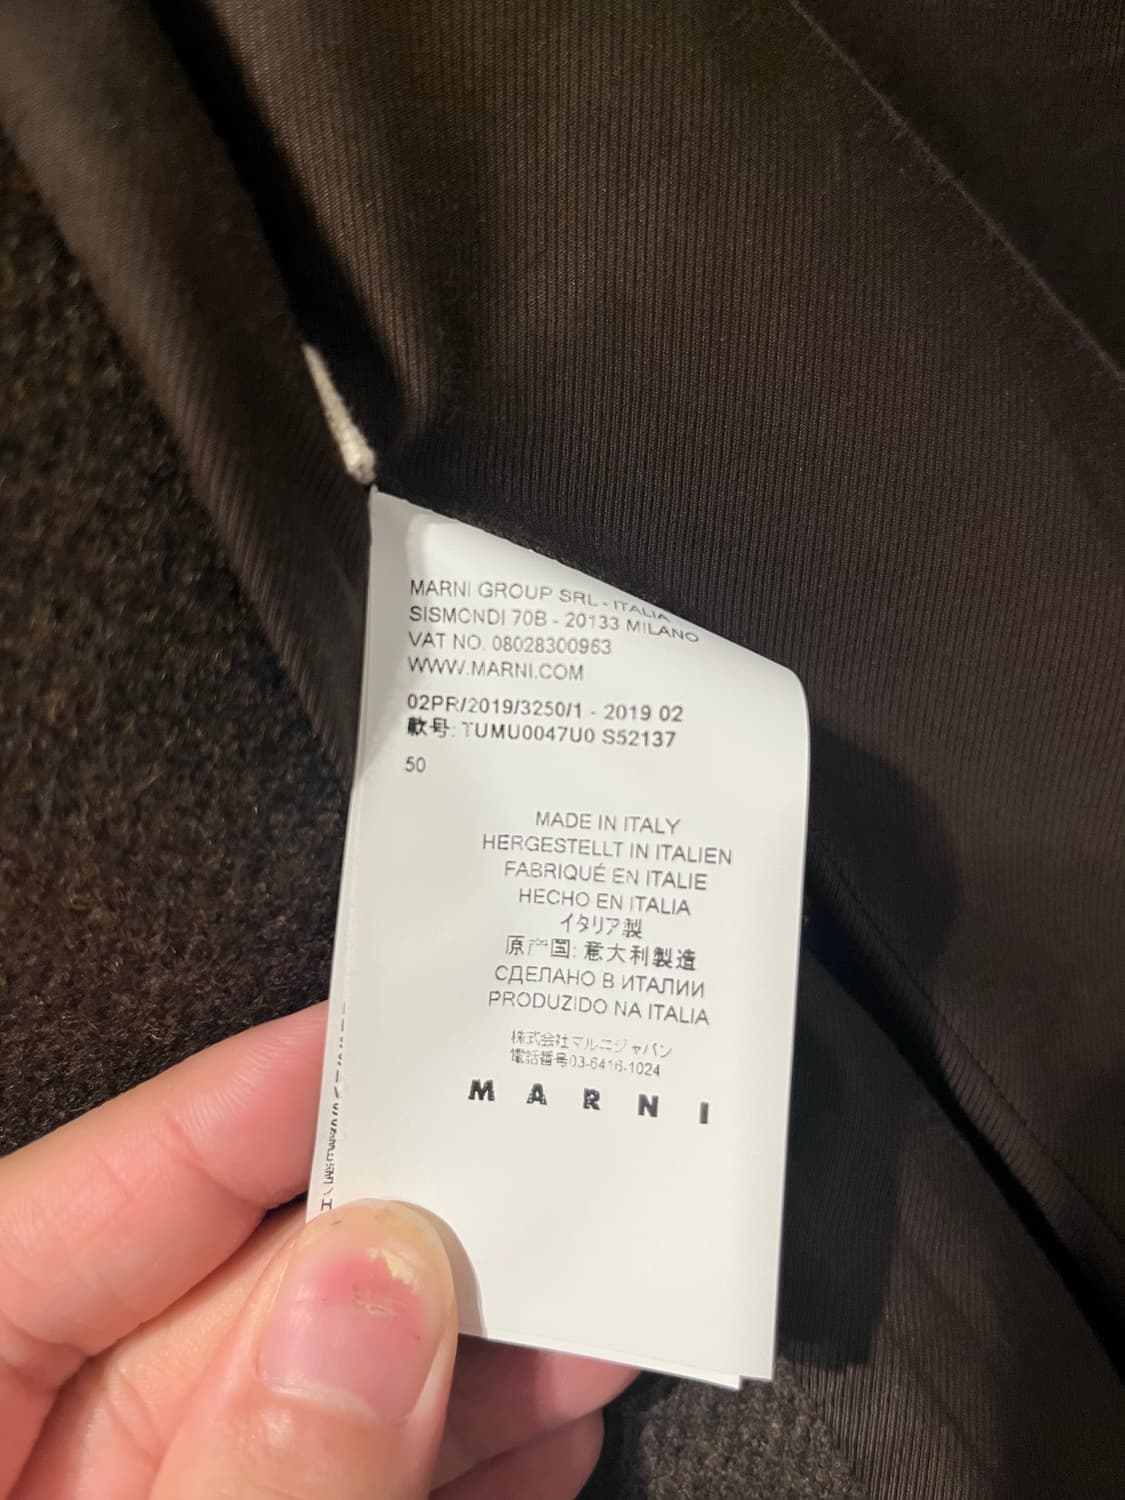 MARNI GROUP SRL - ITALIA
SISMONDI 70B - 20133 MILANO
VAT NO. 08028300963
WWW.MARNI.COM
02PR/2019/3250/1 - 2019 02
款号: TUMU0047U0 S52137
50
MADE IN ITALY
HERGESTELLT IN ITALIEN
FABRIQUÉ EN ITALIE
HECHO EN ITALIA
イタリア製
原产国: 意大利製造
СДЕЛАНО В ИТАЛИИ
PRODUZIDO NA ITALIA
株式会社マルニジャパン
電話番号03-6416-1024
MARNI